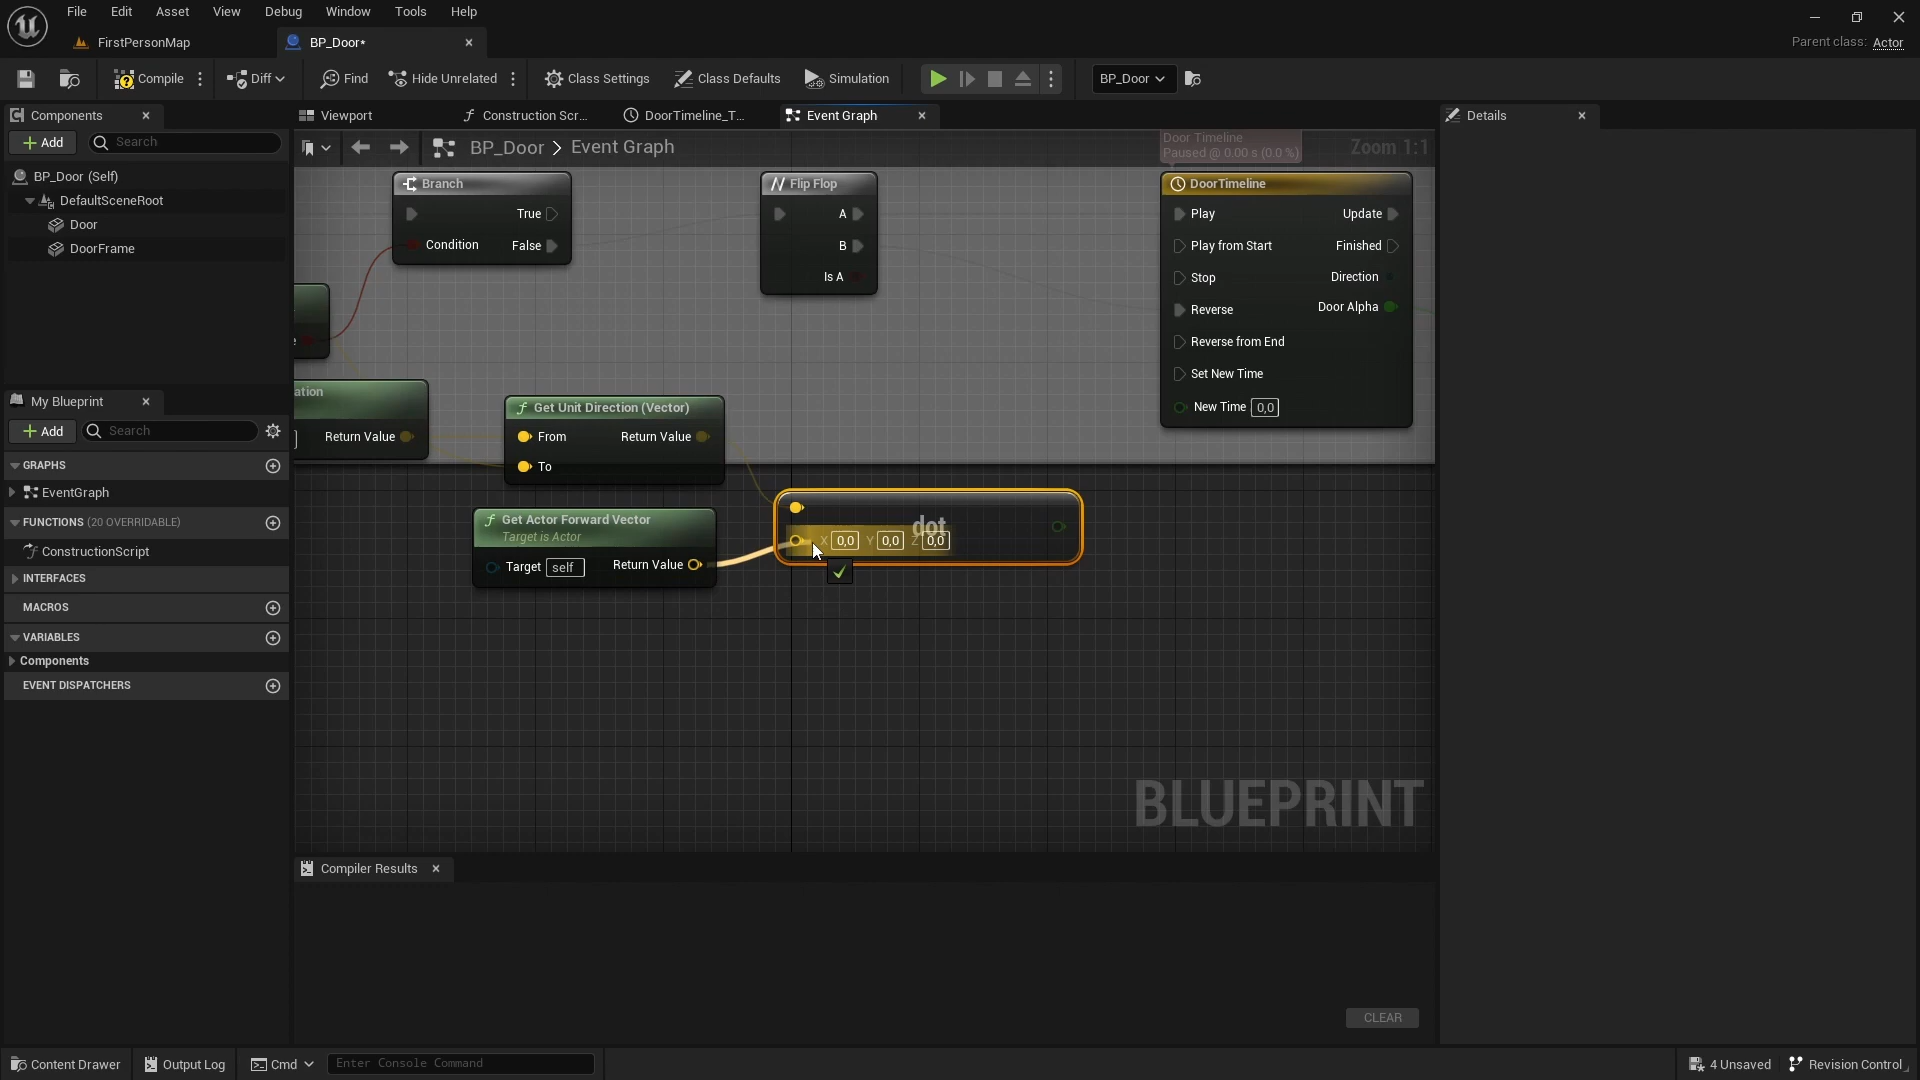 File Edit Asset View Debug Window Tools Help
FirstPersonMap
BP_Door*
Parent class: Actor
Compile
Diff
Find
Hide Unrelated
Class Settings
Class Defaults
Simulation
BP_Door
Components
Add
Search
BP_Door (Self)
DefaultSceneRoot
Door
DoorFrame
My Blueprint
Add
Search
GRAPHS
EventGraph
FUNCTIONS (20 OVERRIDABLE)
ConstructionScript
INTERFACES
MACROS
VARIABLES
Components
EVENT DISPATCHERS
Viewport
Construction Scr...
DoorTimeline_T...
Event Graph
BP_Door > Event Graph
Zoom 1:1
Door Timeline
Paused @ 0.00 s (0.0 %)
Branch
True
Condition
False
Flip Flop
A
B
Is A
DoorTimeline
Play
Update
Play from Start
Finished
Stop
Direction
Reverse
Door Alpha
Reverse from End
Set New Time
New Time 0,0
e
ation
Return Value
Get Unit Direction (Vector)
From
Return Value
To
Get Actor Forward Vector
Target is Actor
Target self
Return Value
dot
X 0,0 Y 0,0 Z 0,0
BLUEPRINT
Compiler Results
CLEAR
Details
Content Drawer
Output Log
Cmd
Enter Console Command
4 Unsaved
Revision Control